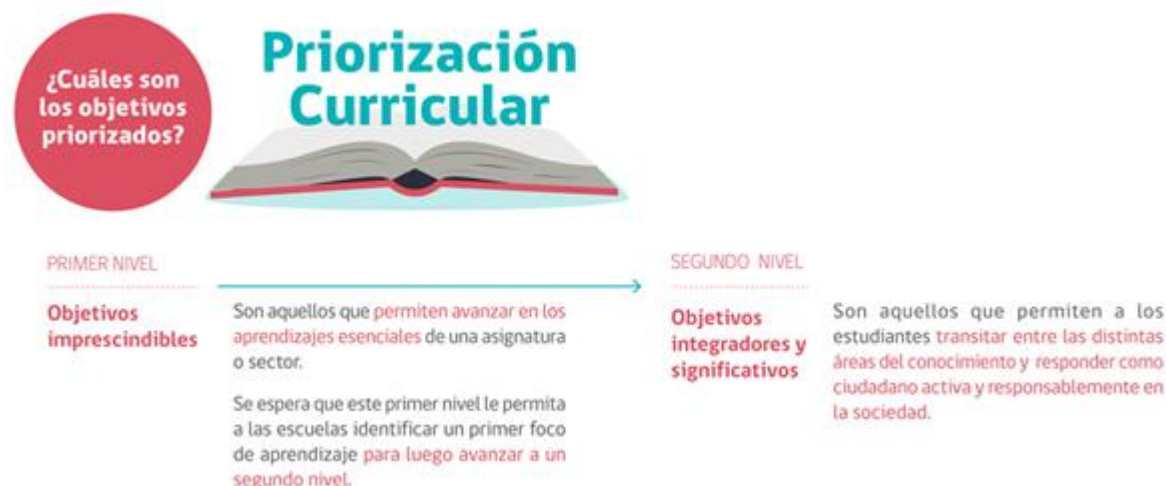 ¿Cuáles son
los objetivos
priorizados?
Priorización
Curricular
PRIMER NIVEL
Objetivos
imprescindibles
Son aquellos que permiten avanzar en los
aprendizajes esenciales de una asignatura
o sector.
Se espera que este primer nivel le permita
a las escuelas identificar un primer foco
de aprendizaje para luego avanzar a un
segundo nivel.
SEGUNDO NIVEL
Objetivos
integradores y
significativos
Son aquellos que permiten a los
estudiantes transitar entre las distintas
áreas del conocimiento y responder como
ciudadano activa y responsablemente en
la sociedad.